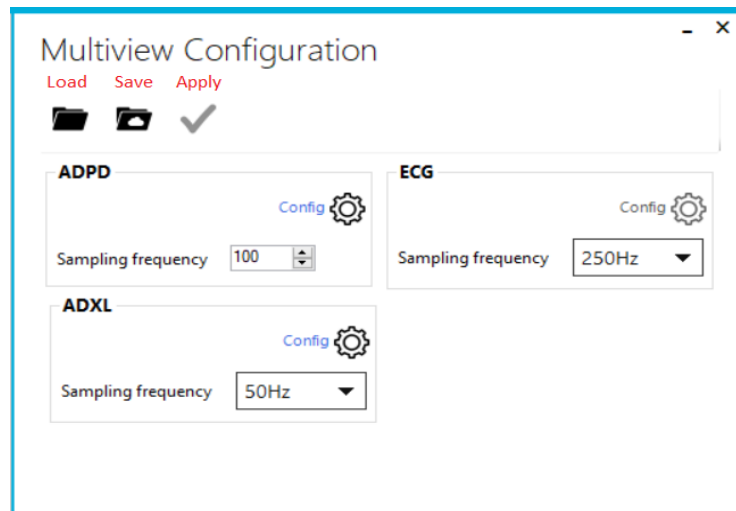 Multiview Configuration
Load Save Apply
ADPD
Config
Sampling frequency 100
ECG
Config
Sampling frequency 250Hz
ADXL
Config
Sampling frequency 50Hz